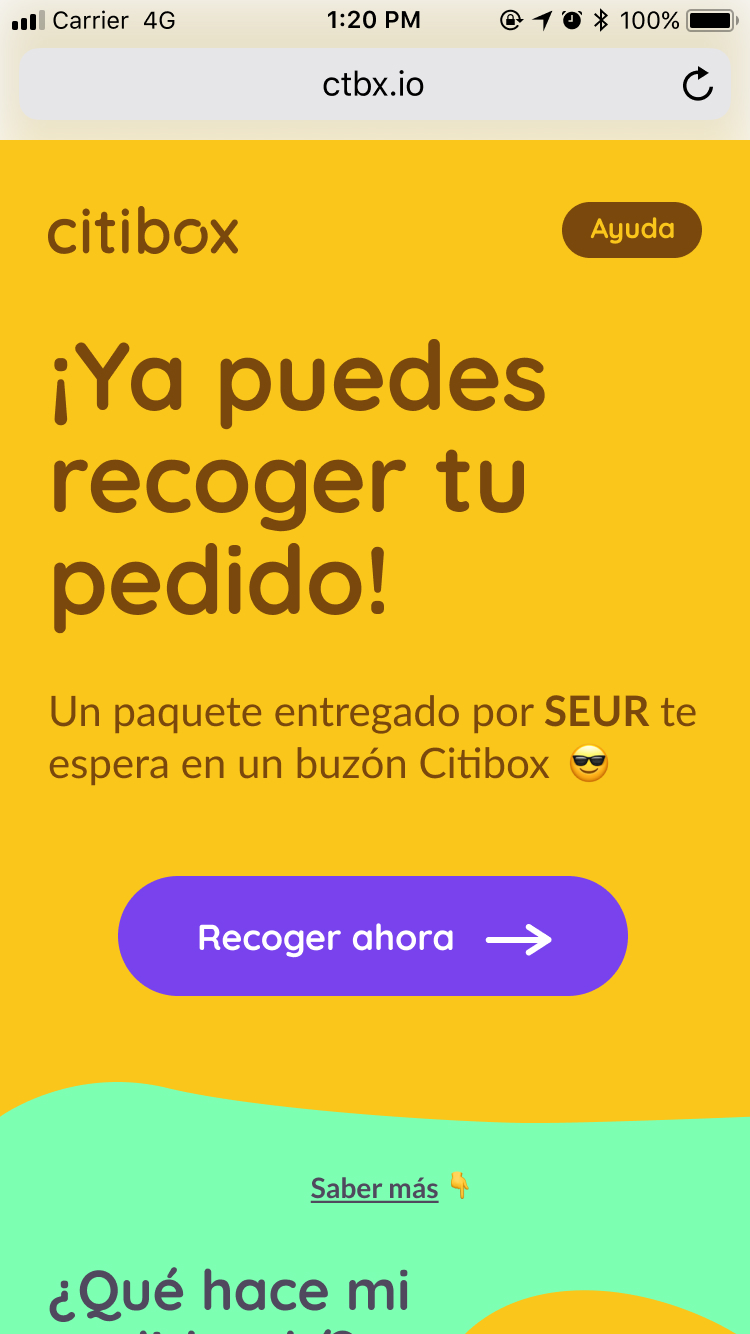 Carrier 4G 1:20 PM 100%
ctbx.io
citibox Ayuda
¡Ya puedes
recoger tu
pedido!
Un paquete entregado por SEUR te
espera en un buzón Citibox 😎
Recoger ahora →
Saber más 👇
¿Qué hace mi